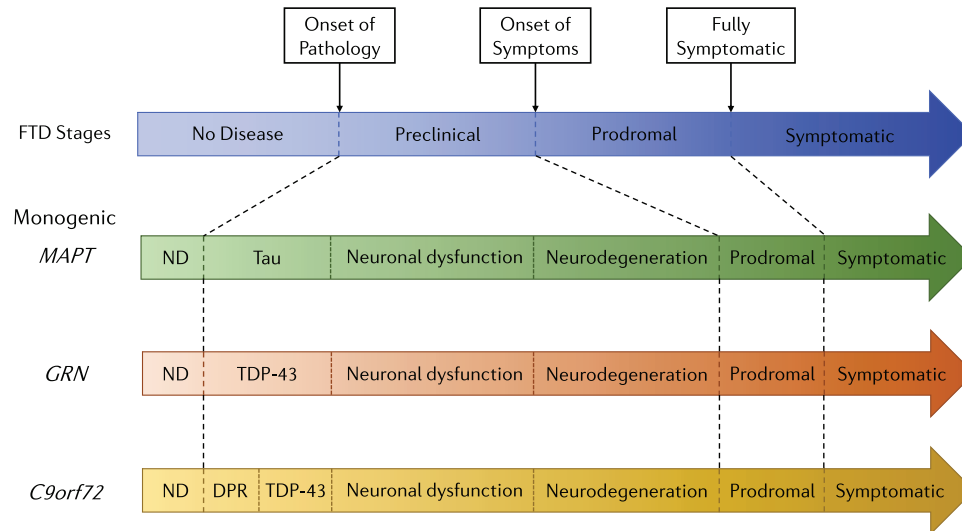 Onset of
Pathology
Onset of
Symptoms
Fully
Symptomatic
FTD Stages
No Disease
Preclinical
Prodromal
Symptomatic
Monogenic
MAPT
ND
Tau
Neuronal dysfunction
Neurodegeneration
Prodromal
Symptomatic
GRN
ND
TDP-43
Neuronal dysfunction
Neurodegeneration
Prodromal
Symptomatic
C9orf72
ND
DPR
TDP-43
Neuronal dysfunction
Neurodegeneration
Prodromal
Symptomatic